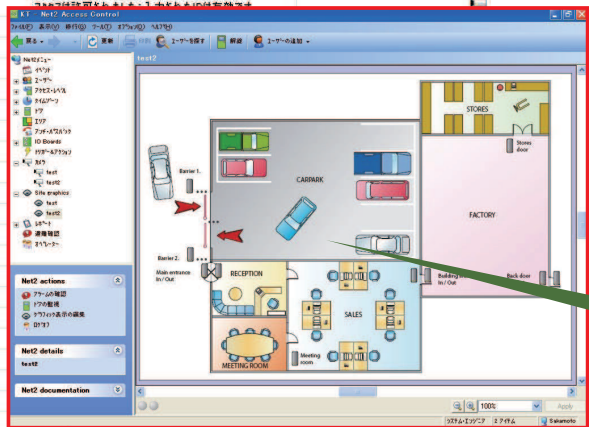 KT - Net2 Access Control
ファイル(F) 表示(V) 移行(G) ツール(T) オプション(O) ヘルプ(H)
戻る
更新
印刷
ユーザーを探す
解錠
ユーザーの追加
Net2メニュー
イベント
ユーザー
アクセス・レベル
タイムゾーン
ドア
エリア
アンチ・パスバック
IO Boards
トリガー&アクション
カメラ
test
test2
Site graphics
test
test2
レポート
避難確認
オペレーター
Net2 actions
アラームの確認
ドアの監視
グラフィック表示の編集
ログオフ
Net2 details
test2
Net2 documentation
test2
STORES
Stores
door
Barrier 1.
CARPARK
FACTORY
Barrier 2.
Main entrance
In / Out
RECEPTION
Building
In / Out
Back door
SALES
Meeting
room
MEETING ROOM
100%
Apply
システム・エンジニア
2 アイテム
Sakamoto